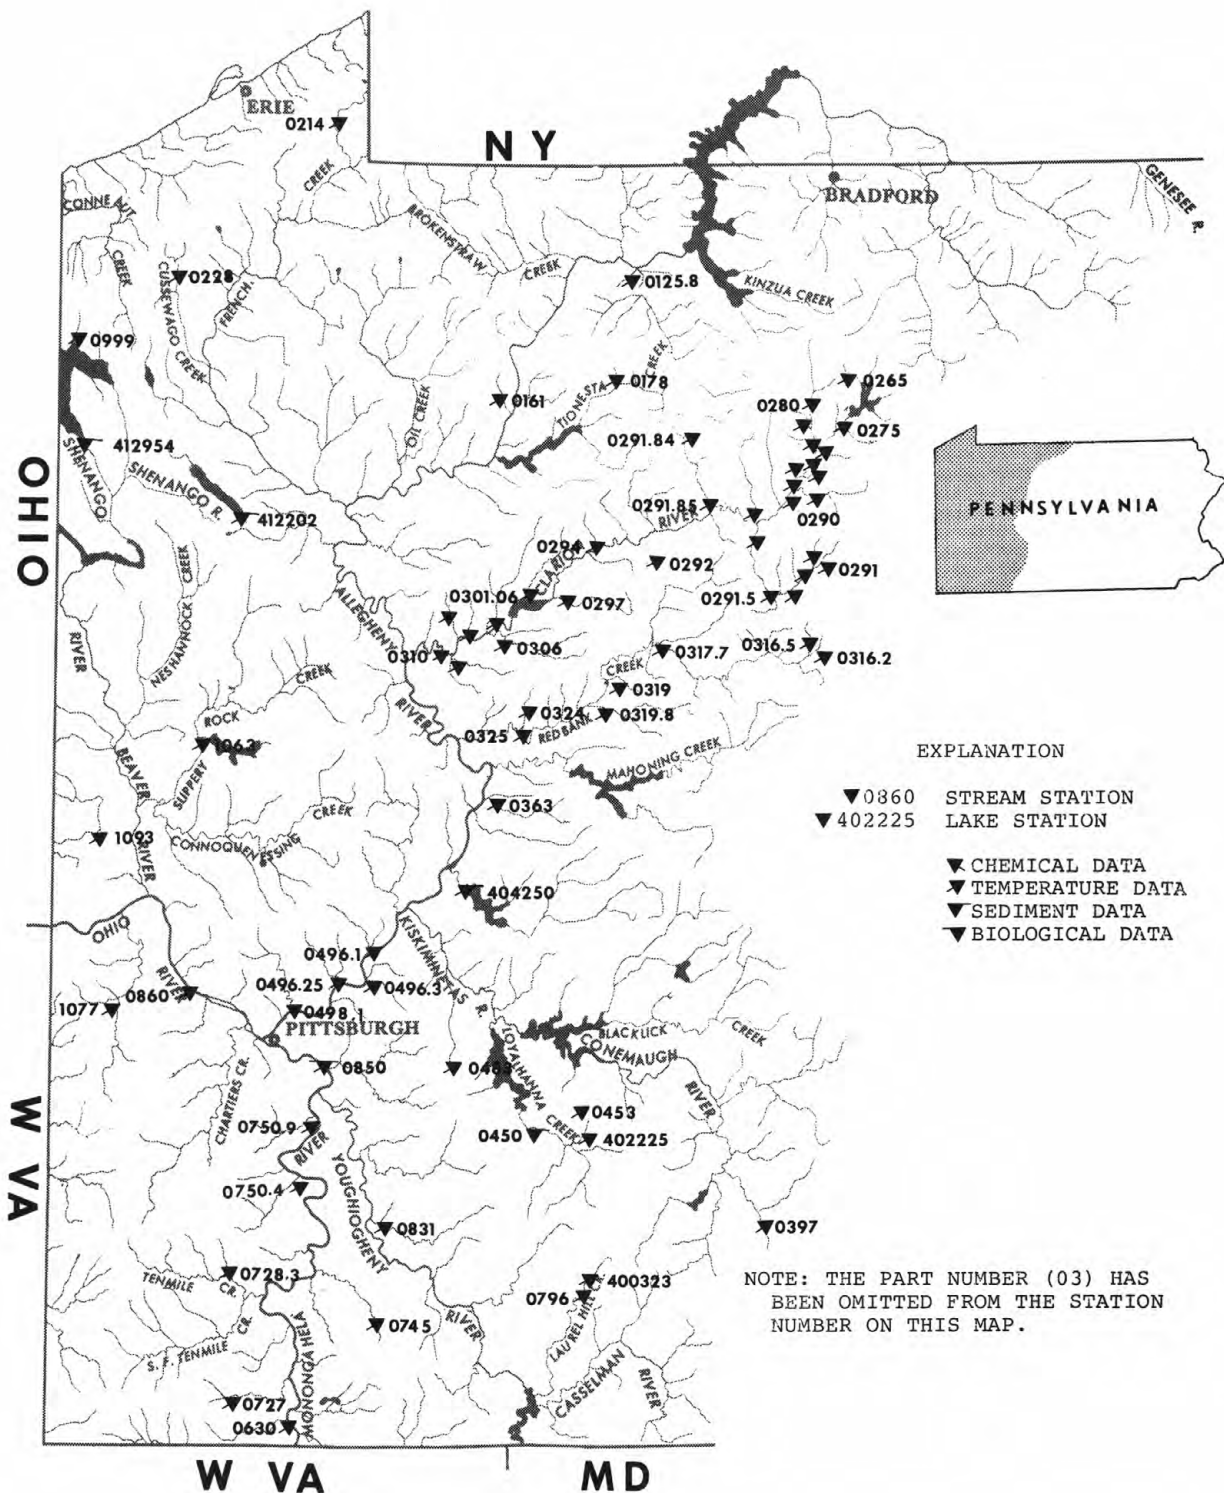 ERIE
0214
NY
BRADFORD
GENESEE R.
CONNEAUT
CREEK
CREEK
BROKENSTRAW
CREEK
0228
CUSSEWAGO CREEK
FRENCH
0125.8
KINZUA CREEK
0999
CREEK
0178
0265
0161
TIONESTA
0280
OIL CREEK
0291.84
0275
412954
SHENANGO
SHENANGO R.
OHIO
412202
0291.85
RIVER
0290
PENNSYLVANIA
0294
CLARION
0292
0291
NESHANNOCK CREEK
ALLEGHENY
0301.06
0297
0291.5
RIVER
0310
0306
0317.7
0316.5
0316.2
CREEK
CREEK
0319
ROCK
RIVER
0324
0319.8
0325
REDBANK
1063
BEAVER
SLIPPERY
MAHONING CREEK
EXPLANATION
0860 STREAM STATION
402225 LAKE STATION
0363
CREEK
1093
CONNOQUENESSING
RIVER
CHEMICAL DATA
TEMPERATURE DATA
SEDIMENT DATA
BIOLOGICAL DATA
404250
OHIO
KISKIMINETAS R.
0496.1
RIVER
0860
0496.25
0496.3
1077
0498.1
PITTSBURGH
BLACKLICK
CREEK
CONEMAUGH
LOYALHANNA
CHARTIERS CR.
0850
0483
RIVER
0453
W VA
0750.9
RIVER
0450
CREEK
402225
YOUGHIOGHENY
0750.4
0831
0397
TENMILE
CR.
0728.3
400323
0796
LAUREL HILL C.
NOTE: THE PART NUMBER (03) HAS
BEEN OMITTED FROM THE STATION
NUMBER ON THIS MAP.
S. F. TENMILE
CR.
0745
RIVER
MONONGAHELA
CASSELMAN
RIVER
0727
0630
W VA
MD